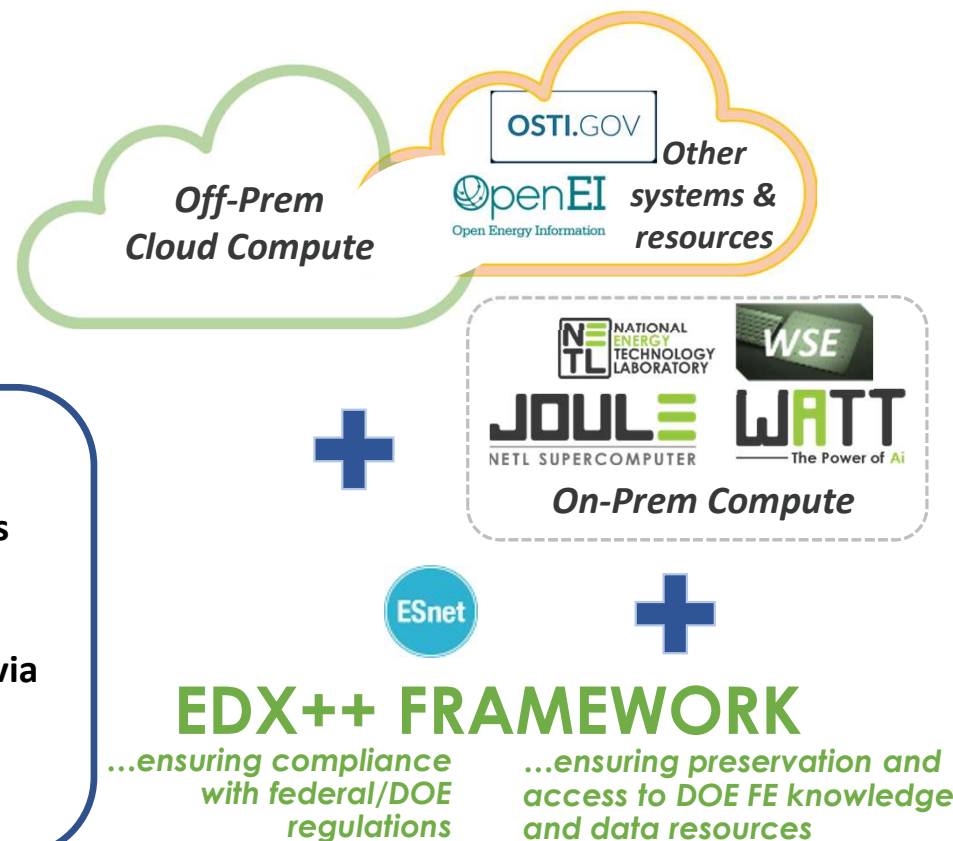 OSTI.GOV
Other
systems &
resources
OpenEI
Open Energy Information
Off-Prem
Cloud Compute
NETL
NATIONAL
ENERGY
TECHNOLOGY
LABORATORY
WSE
JOULE
NETL SUPERCOMPUTER
WATT
The Power of Ai
On-Prem Compute
s
via
ESnet
EDX++ FRAMEWORK
...ensuring compliance
with federal/DOE
regulations
...ensuring preservation and
access to DOE FE knowledge
and data resources